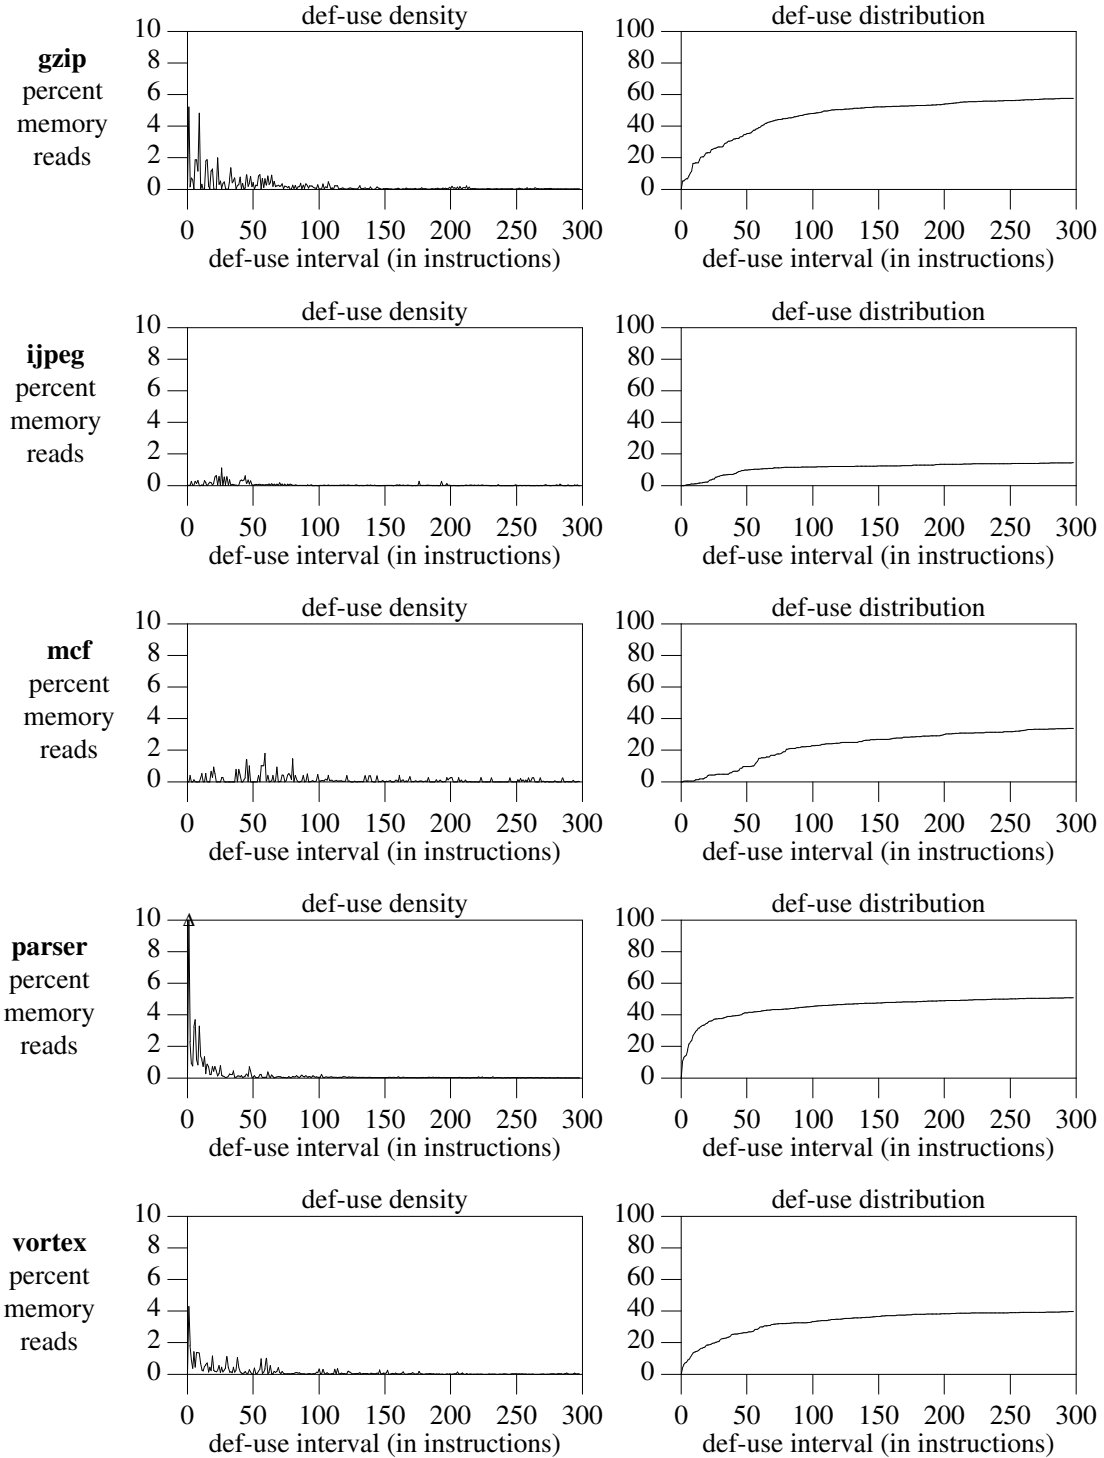 def-use density
def-use distribution
gzip
percent
memory
reads
10
8
6
4
2
0
0 50 100 150 200 250 300
def-use interval (in instructions)
100
80
60
40
20
0
0 50 100 150 200 250 300
def-use interval (in instructions)
def-use density
def-use distribution
ijpeg
percent
memory
reads
10
8
6
4
2
0
0 50 100 150 200 250 300
def-use interval (in instructions)
100
80
60
40
20
0
0 50 100 150 200 250 300
def-use interval (in instructions)
def-use density
def-use distribution
mcf
percent
memory
reads
10
8
6
4
2
0
0 50 100 150 200 250 300
def-use interval (in instructions)
100
80
60
40
20
0
0 50 100 150 200 250 300
def-use interval (in instructions)
def-use density
def-use distribution
parser
percent
memory
reads
10
8
6
4
2
0
0 50 100 150 200 250 300
def-use interval (in instructions)
100
80
60
40
20
0
0 50 100 150 200 250 300
def-use interval (in instructions)
def-use density
def-use distribution
vortex
percent
memory
reads
10
8
6
4
2
0
0 50 100 150 200 250 300
def-use interval (in instructions)
100
80
60
40
20
0
0 50 100 150 200 250 300
def-use interval (in instructions)